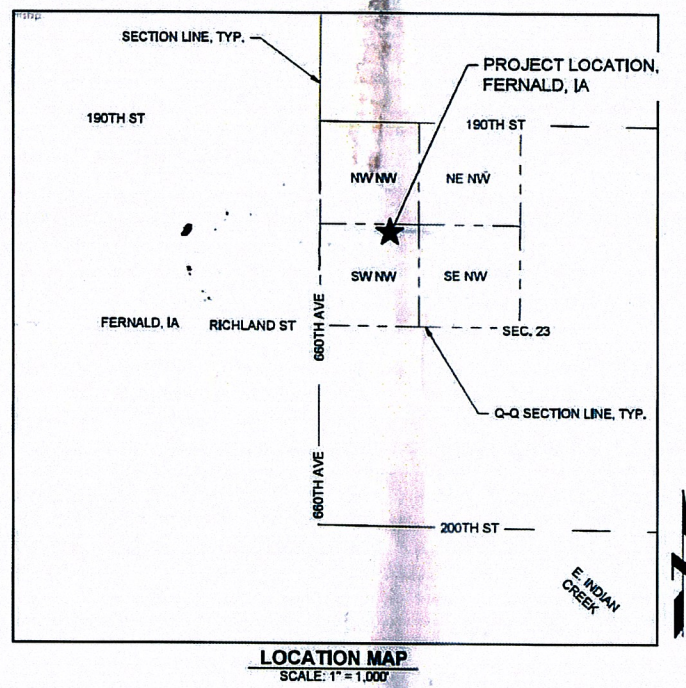 SECTION LINE, TYP.
PROJECT LOCATION,
FERNALD, IA
190TH ST
190TH ST
NW NW
NE NW
SW NW
SE NW
FERNALD, IA
RICHLAND ST
660TH AVE
SEC. 23
Q-Q SECTION LINE, TYP.
660TH AVE
200TH ST
E. INDIAN
CREEK
LOCATION MAP
SCALE: 1" = 1,000'